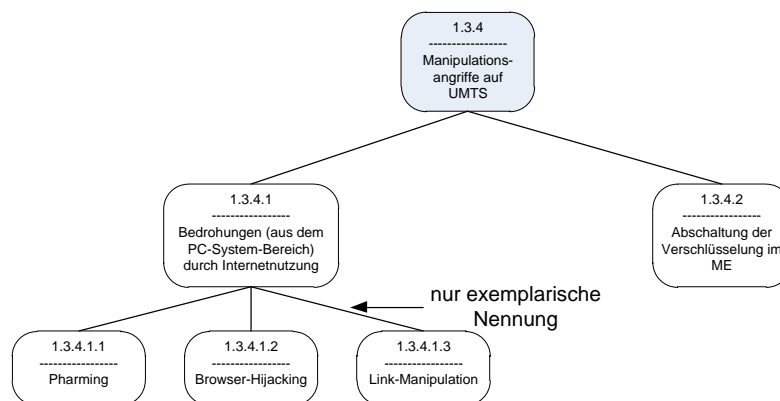 1.3.4
-----------------
Manipulations-
angriffe auf
UMTS
1.3.4.1
-----------------
Bedrohungen (aus dem
PC-System-Bereich)
durch Internetnutzung
1.3.4.2
-----------------
Abschaltung der
Verschlüsselung im
ME
nur exemplarische
Nennung
1.3.4.1.1
-----------------
Pharming
1.3.4.1.2
-----------------
Browser-Hijacking
1.3.4.1.3
-----------------
Link-Manipulation